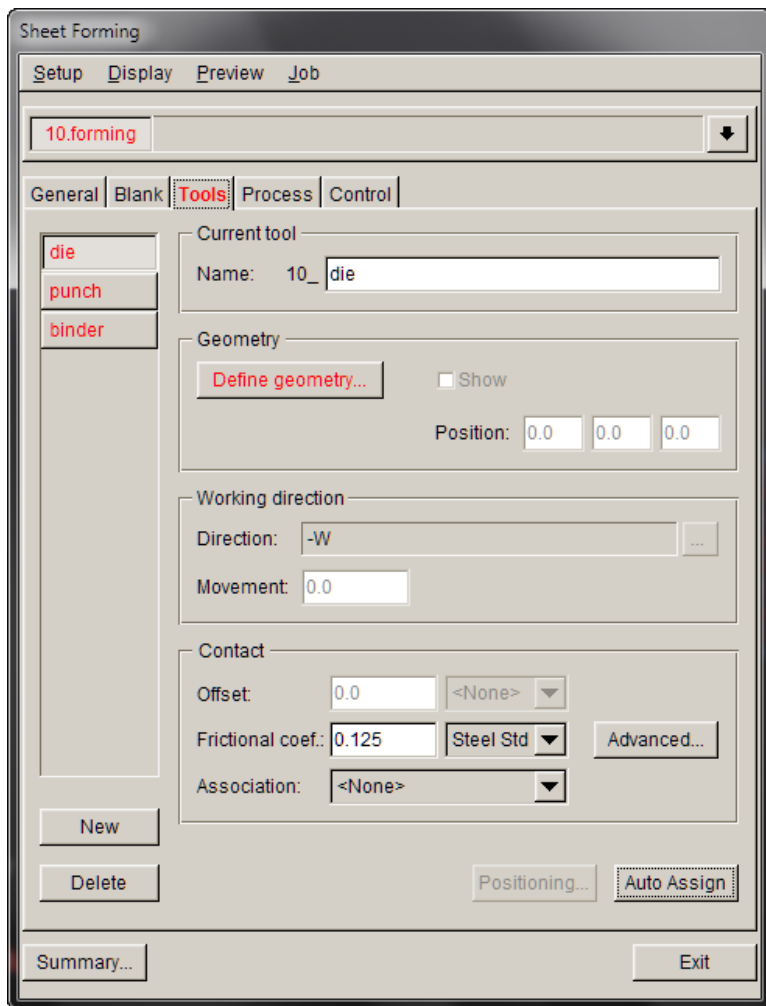 Sheet Forming
Setup Display Preview Job
10.forming
General Blank Tools Process Control
die
punch
binder
Current tool
Name: 10_ die
Geometry
Define geometry... Show
Position: 0.0 0.0 0.0
Working direction
Direction: -W ...
Movement: 0.0
Contact
Offset: 0.0 <None>
Frictional coef.: 0.125 Steel Std Advanced...
Association: <None>
New
Delete
Positioning... Auto Assign
Summary... Exit